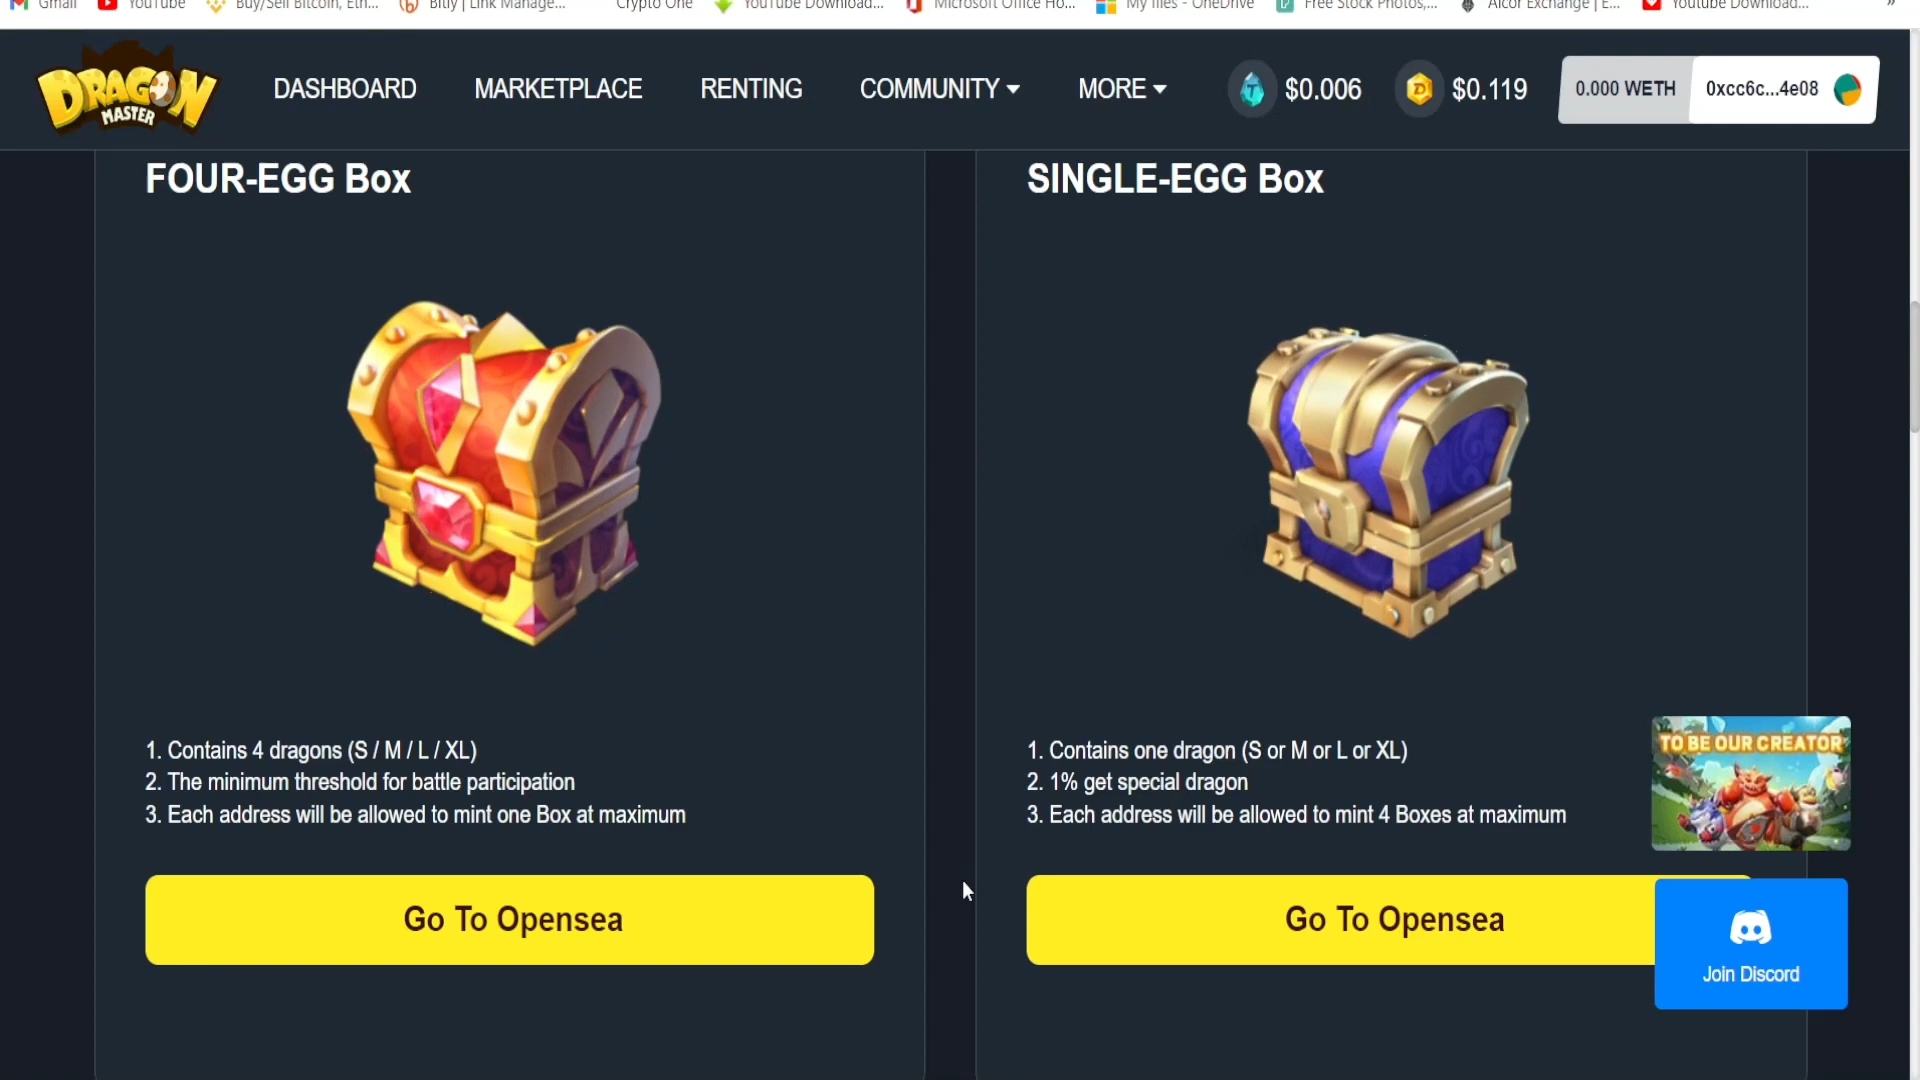 Gmail YouTube Buy/Sell Bitcoin, Eth... Bitly | Link Manage... Crypto One YouTube Download... Microsoft Office Ho... My files - OneDrive Free Stock Photos,... Alcor Exchange | E... Youtube Download... »
DRAGON MASTER DASHBOARD MARKETPLACE RENTING COMMUNITY MORE $0.006 $0.119 0.000 WETH 0xcc6c...4e08
FOUR-EGG Box
1. Contains 4 dragons (S / M / L / XL)
2. The minimum threshold for battle participation
3. Each address will be allowed to mint one Box at maximum
Go To Opensea
SINGLE-EGG Box
1. Contains one dragon (S or M or L or XL)
2. 1% get special dragon
3. Each address will be allowed to mint 4 Boxes at maximum
Go To Opensea
TO BE OUR CREATOR
Join Discord